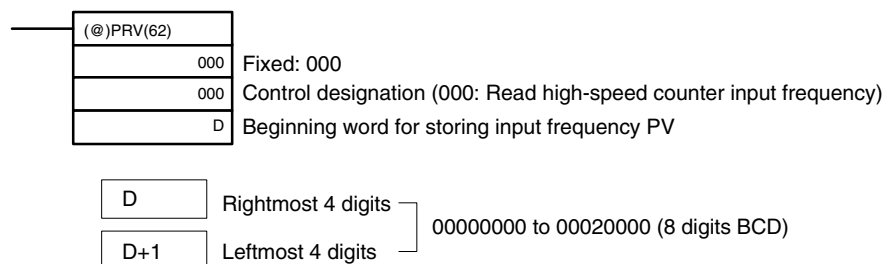 (@)PRV(62)
000 Fixed: 000
000 Control designation (000: Read high-speed counter input frequency)
D Beginning word for storing input frequency PV
D Rightmost 4 digits
00000000 to 00020000 (8 digits BCD)
D+1 Leftmost 4 digits